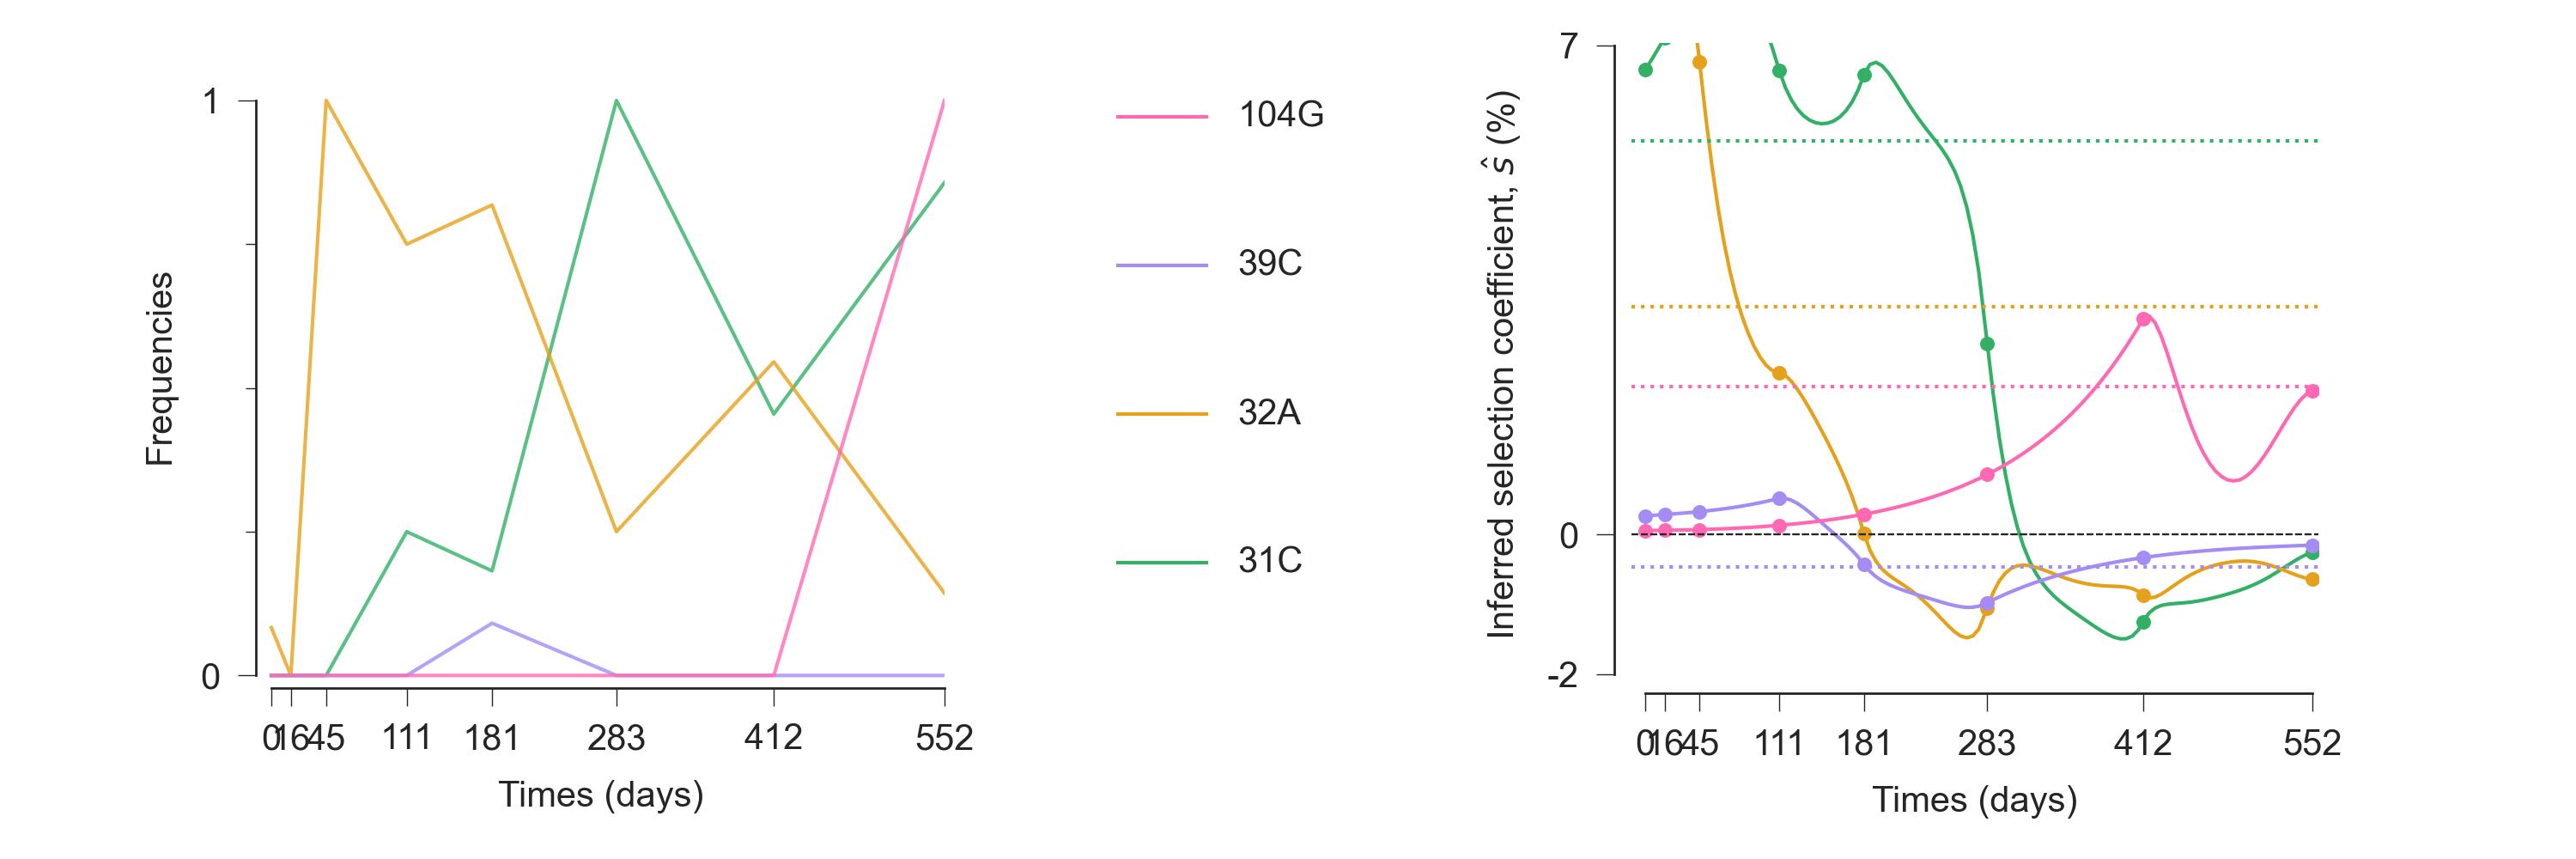 1
0
Frequencies
0 16 45 111 181 283 412 552
Times (days)
104G
39C
32A
31C
7
0
-2
Inferred selection coefficient, ŝ (%)
0 16 45 111 181 283 412 552
Times (days)